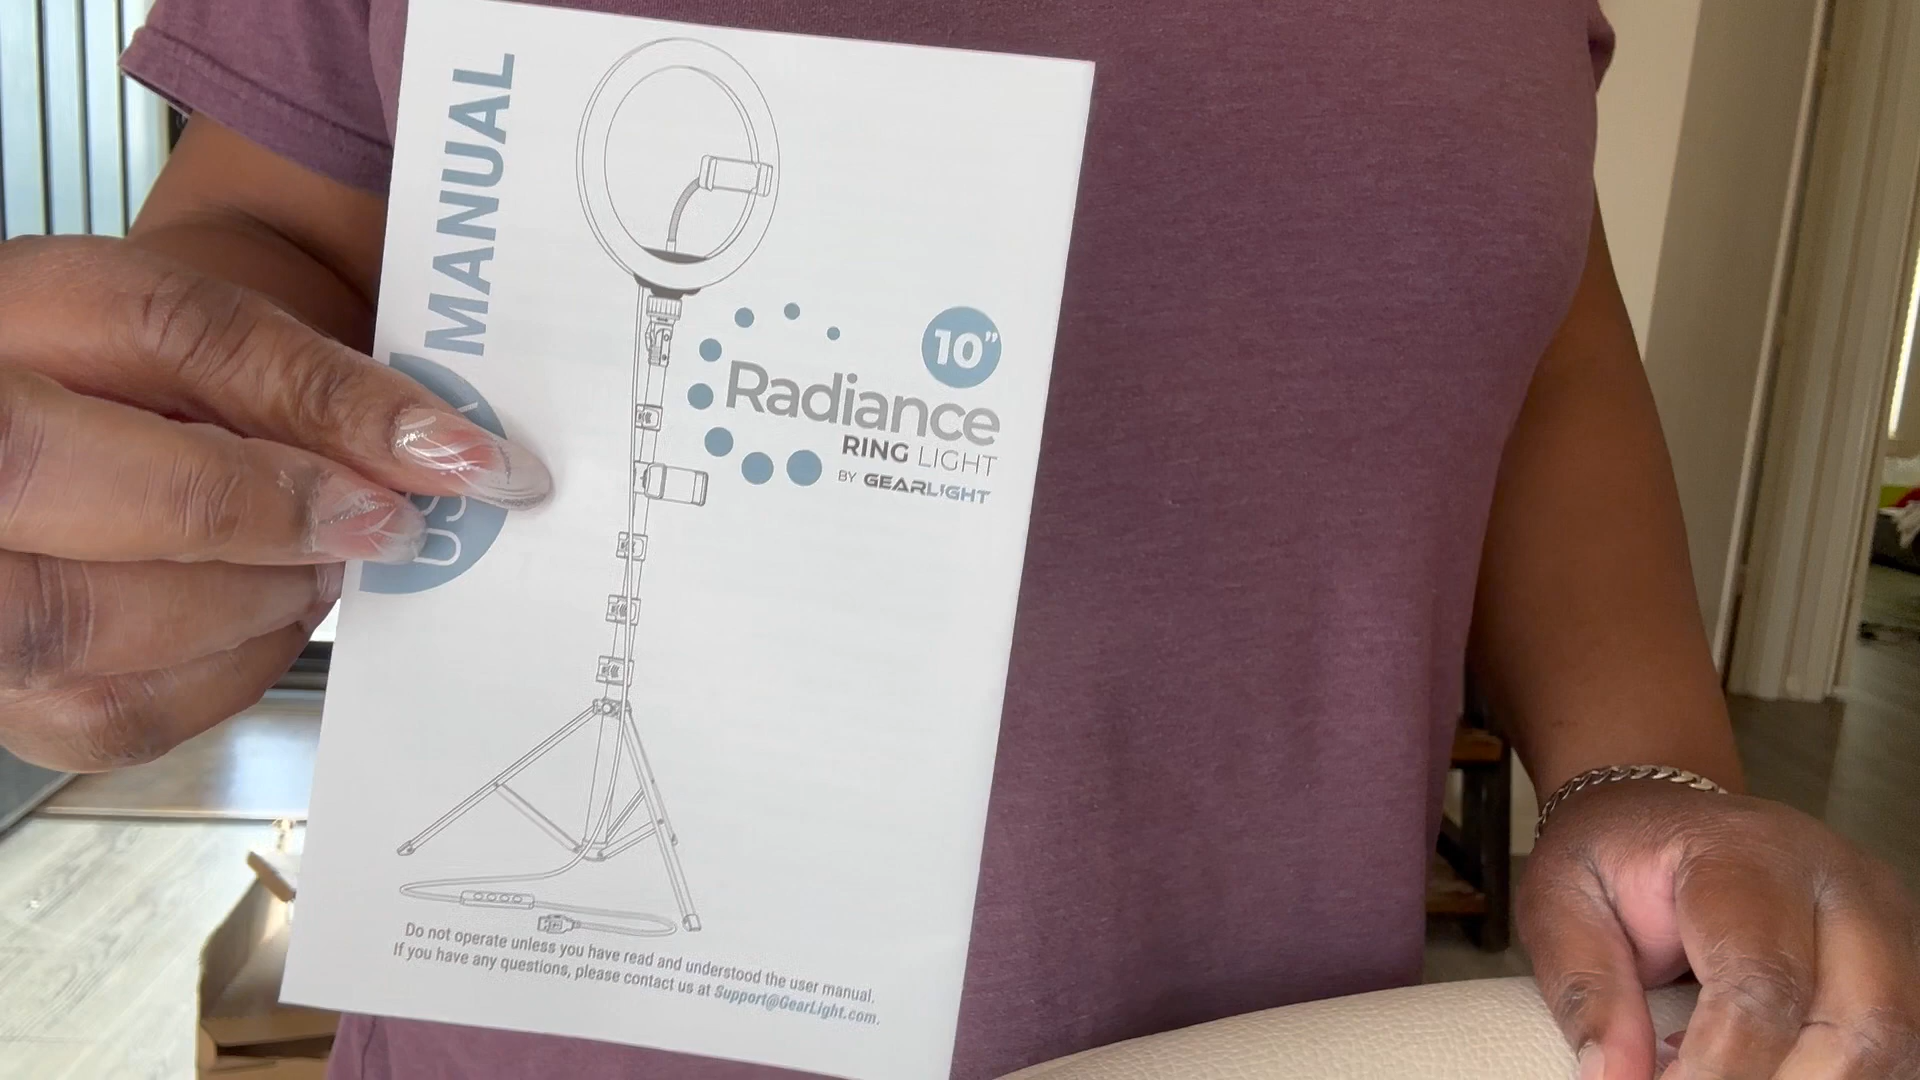 MANUAL
10”
Radiance
RING LIGHT
BY GEARLIGHT
Do not operate unless you have read and understood the user manual.
If you have any questions, please contact us at Support@GearLight.com.